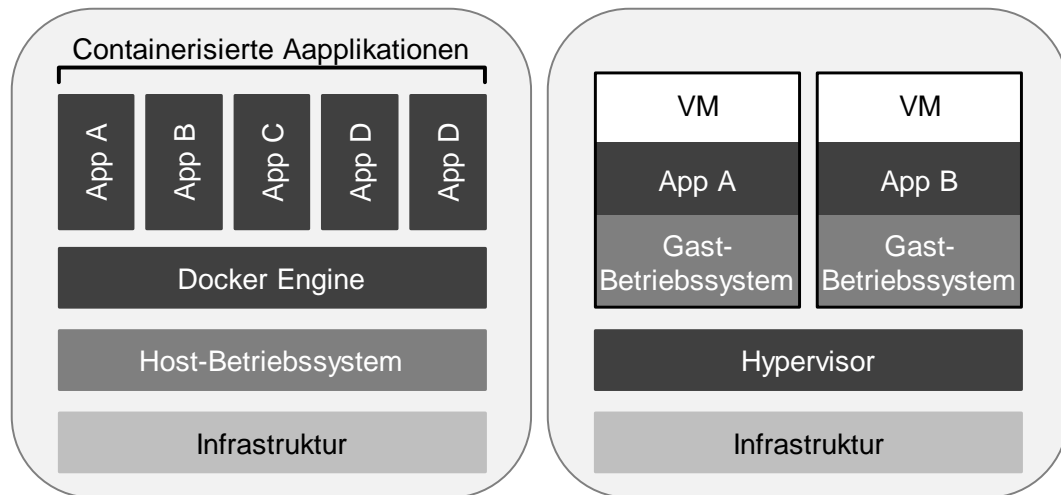 Containerisierte Aapplikationen
App A
App B
App C
App D
App D
Docker Engine
Host-Betriebssystem
Infrastruktur
VM
App A
Gast-
Betriebssystem
VM
App B
Gast-
Betriebssystem
Hypervisor
Infrastruktur